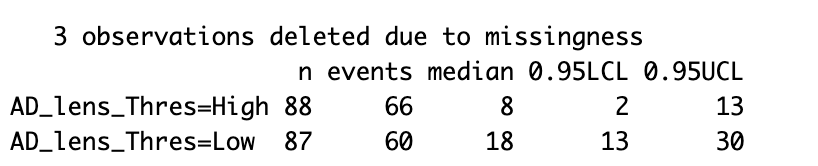 3 observations deleted due to missingness
n events median 0.95LCL 0.95UCL
AD_lens_Thres=High 88 66 8 2 13
AD_lens_Thres=Low 87 60 18 13 30